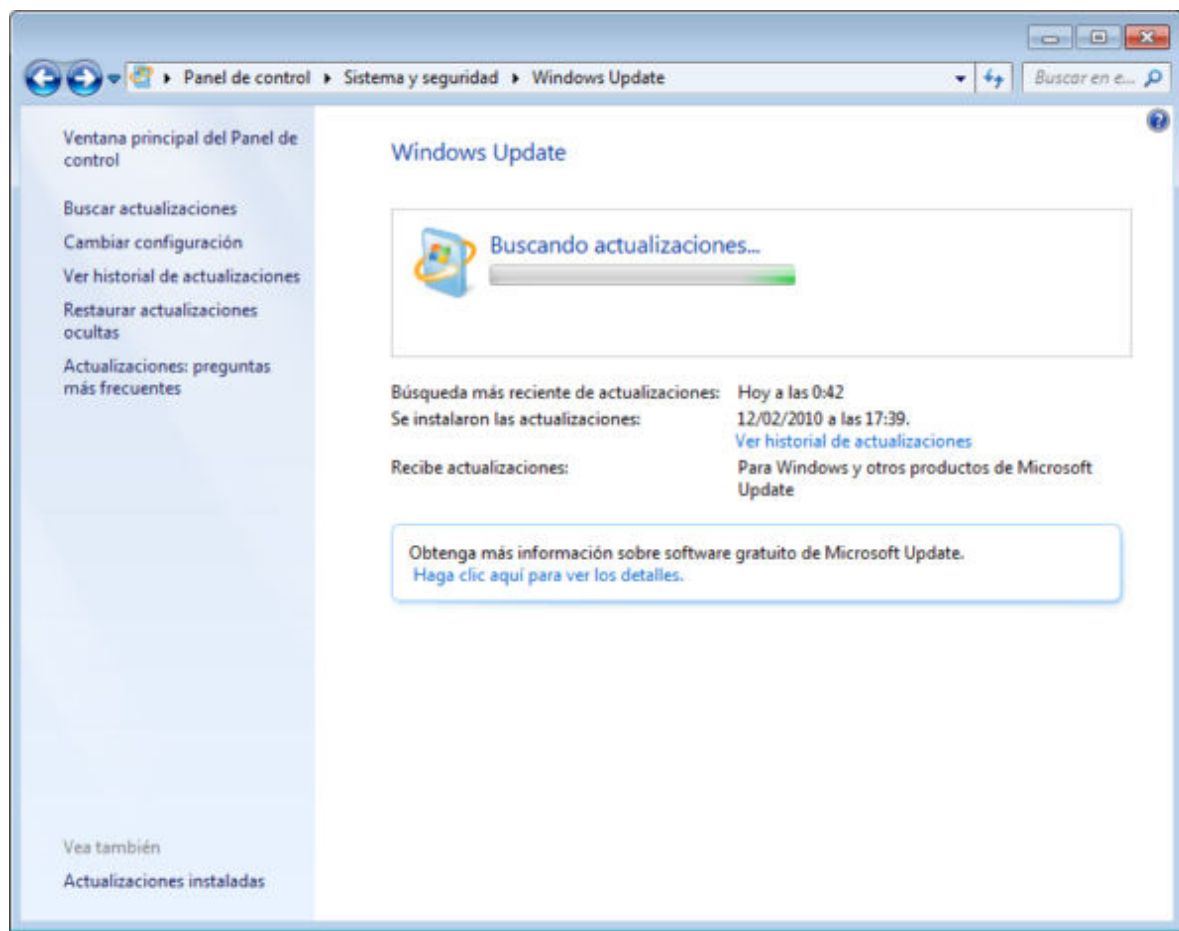 Panel de control ▸ Sistema y seguridad ▸ Windows Update
Buscar en e...
Ventana principal del Panel de
control
Buscar actualizaciones
Cambiar configuración
Ver historial de actualizaciones
Restaurar actualizaciones
ocultas
Actualizaciones: preguntas
más frecuentes
Vea también
Actualizaciones instaladas
Windows Update
Buscando actualizaciones...
Búsqueda más reciente de actualizaciones: Hoy a las 0:42
Se instalaron las actualizaciones: 12/02/2010 a las 17:39.
Ver historial de actualizaciones
Recibe actualizaciones: Para Windows y otros productos de Microsoft
Update
Obtenga más información sobre software gratuito de Microsoft Update.
Haga clic aquí para ver los detalles.